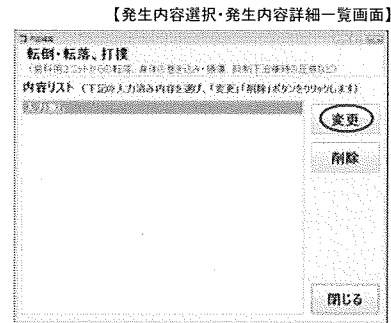 【発生内容選択・発生内容詳細一覧画面】
転倒・転落、打撲
内容リスト (下記の入力済み内容を選び、「変更」「削除」ボタンをクリックします)
変更
削除
閉じる